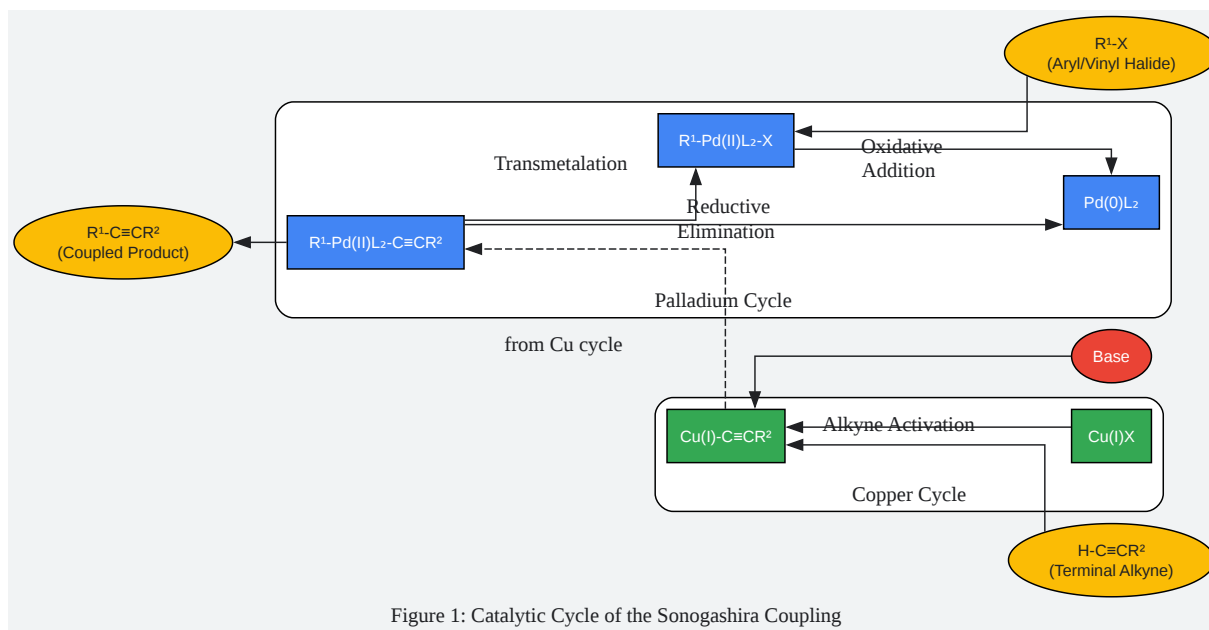 R¹-X
(Aryl/Vinyl Halide)
R¹-Pd(II)L₂-X
Oxidative
Addition
Transmetalation
Pd(0)L₂
Reductive
Elimination
R¹-C≡CR²
(Coupled Product)
R¹-Pd(II)L₂-C≡CR²
Palladium Cycle
from Cu cycle
Base
Cu(I)-C≡CR²
Alkyne Activation
Cu(I)X
Copper Cycle
H-C≡CR²
(Terminal Alkyne)
Figure 1: Catalytic Cycle of the Sonogashira Coupling